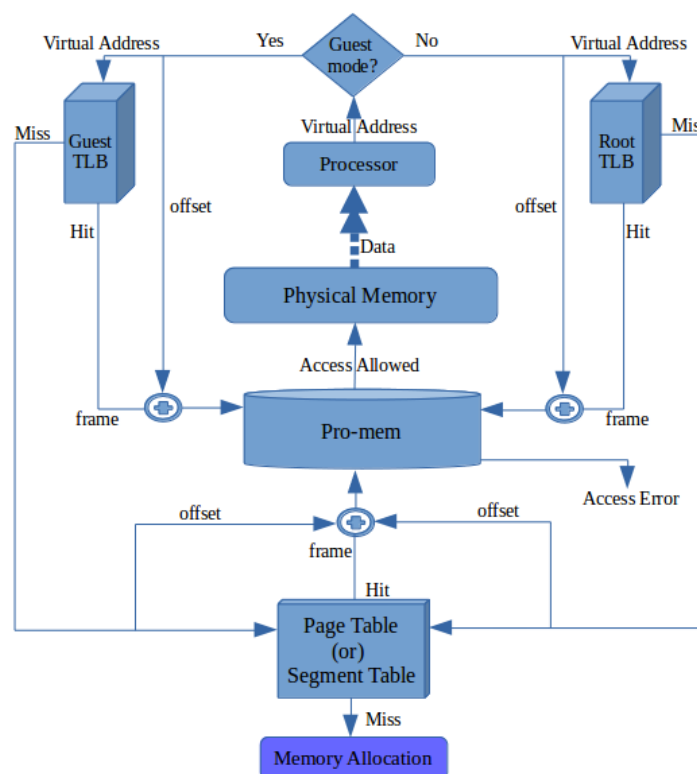 Virtual Address
Yes
Guest
mode?
No
Virtual Address
Miss
Guest
TLB
Virtual Address
Root
TLB
Mis
Processor
offset
offset
Hit
Data
Hit
Physical Memory
Access Allowed
frame
Pro-mem
frame
Access Error
offset
offset
frame
Hit
Page Table
(or)
Segment Table
Miss
Memory Allocation